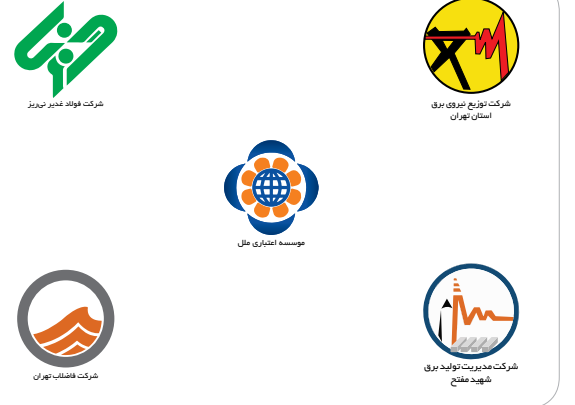 شرکت توزیع نیروی برق
استان تهران
شرکت فولاد غدیر نی‌ریز
موسسه اعتباری ملل
شرکت مدیریت تولید برق
شهید مفتح
شرکت فاضلاب تهران